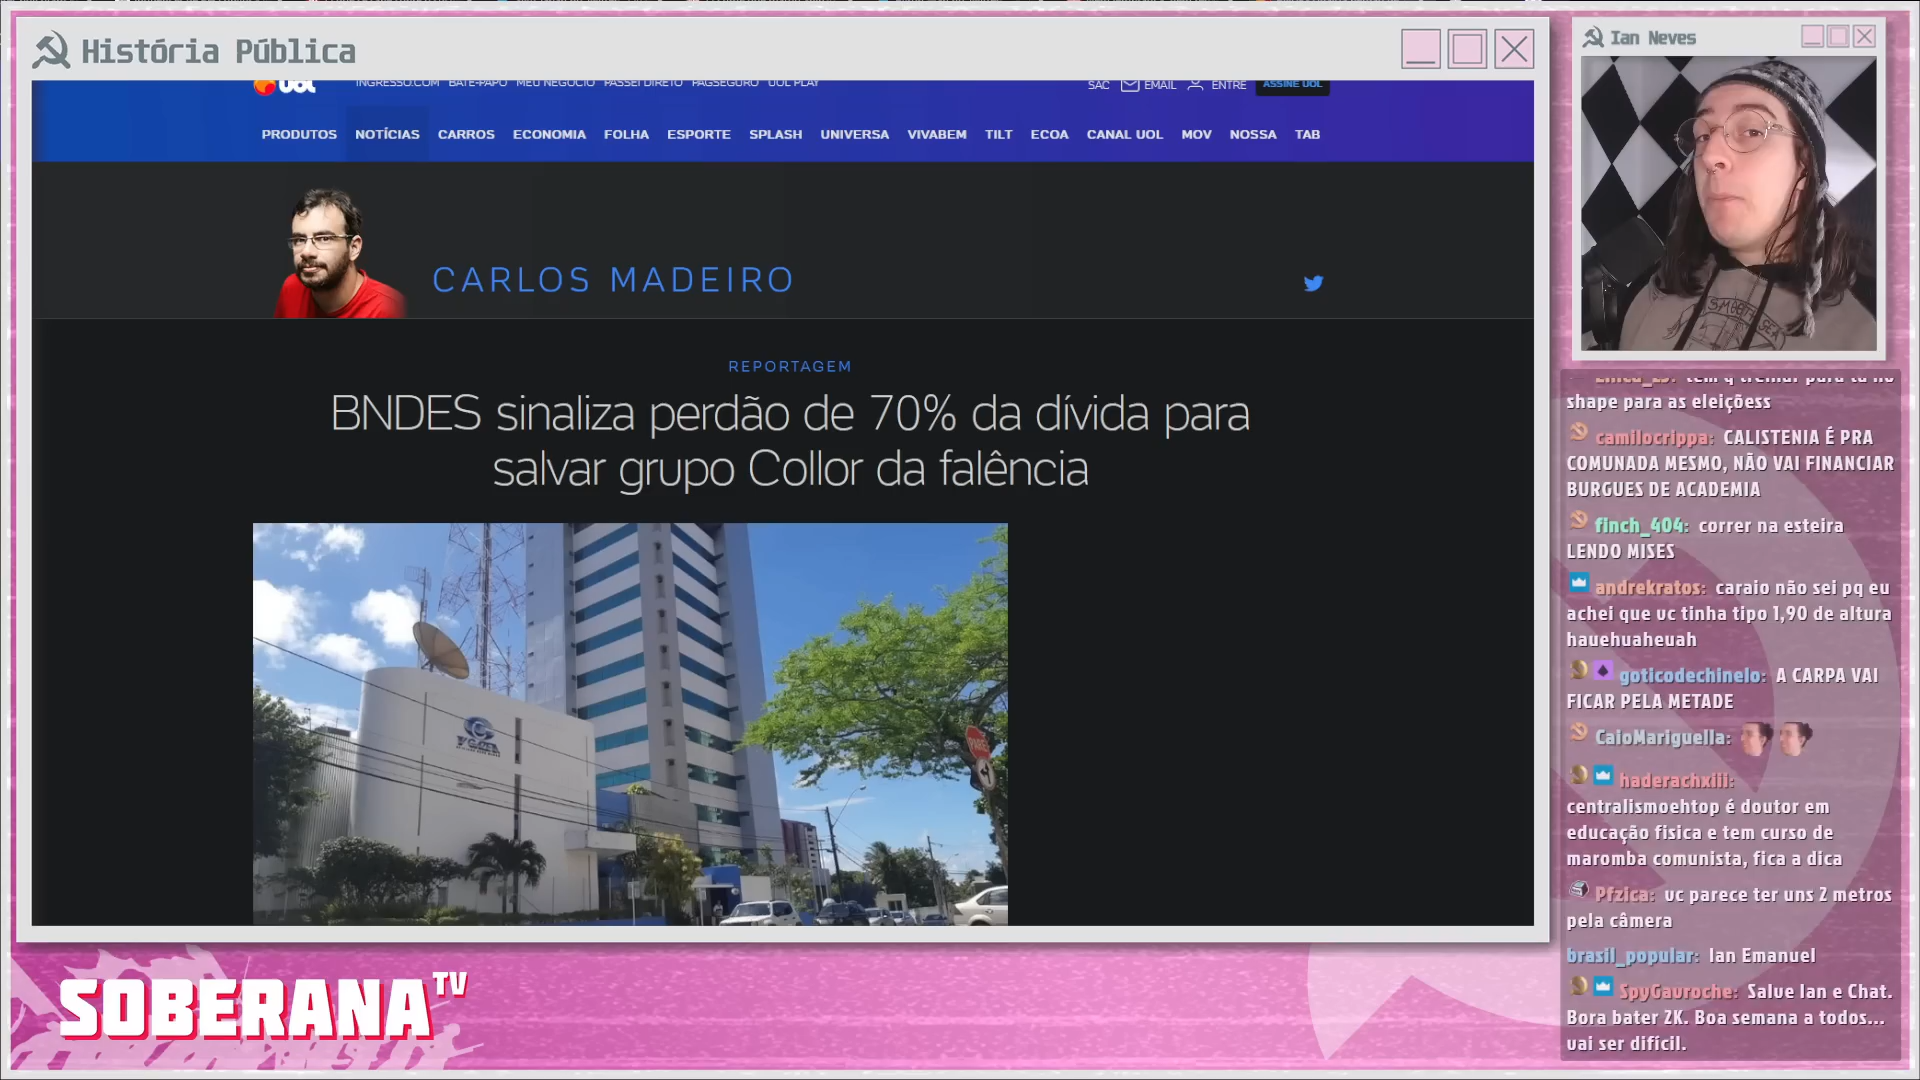 História Pública
Ian Neves
uol INGRESSO.COM BATE-PAPO MEU NEGÓCIO PASSEI DIRETO PAGSEGURO UOL PLAY SAC EMAIL ENTRE ASSINE UOL
PRODUTOS NOTÍCIAS CARROS ECONOMIA FOLHA ESPORTE SPLASH UNIVERSA VIVABEM TILT ECOA CANAL UOL MOV NOSSA TAB
CARLOS MADEIRO
REPORTAGEM
BNDES sinaliza perdão de 70% da dívida para
salvar grupo Collor da falência
PARE
SOBERANA TV
shape para as eleiçõess
camilocrippa: CALISTENIA É PRA
COMUNADA MESMO, NÃO VAI FINANCIAR
BURGUES DE ACADEMIA
finch_404: correr na esteira
LENDO MISES
andrekratos: caraio não sei pq eu
achei que vc tinha tipo 1,90 de altura
hauehuaheuah
goticodechinelo: A CARPA VAI
FICAR PELA METADE
CaioMariguella:
haderachxiii:
centralismoehtop é doutor em
educação fisica e tem curso de
maromba comunista, fica a dica
Pfzica: vc parece ter uns 2 metros
pela câmera
brasil_popular: Ian Emanuel
SpyGavroche: Salve Ian e Chat.
Bora bater 2K. Boa semana a todos...
vai ser difícil.